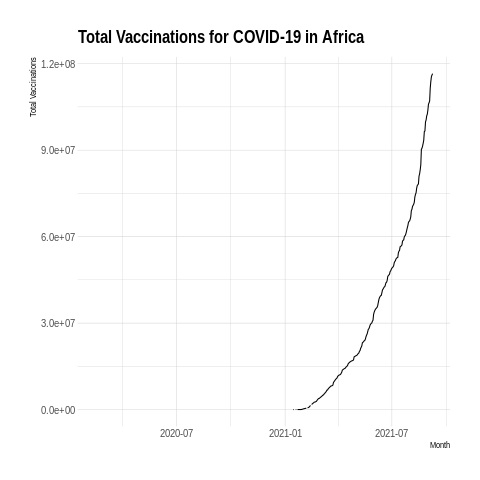 Total Vaccinations for COVID-19 in Africa
Total Vaccinations
1.2e+08
9.0e+07
6.0e+07
3.0e+07
0.0e+00
2020-07
2021-01
2021-07
Month